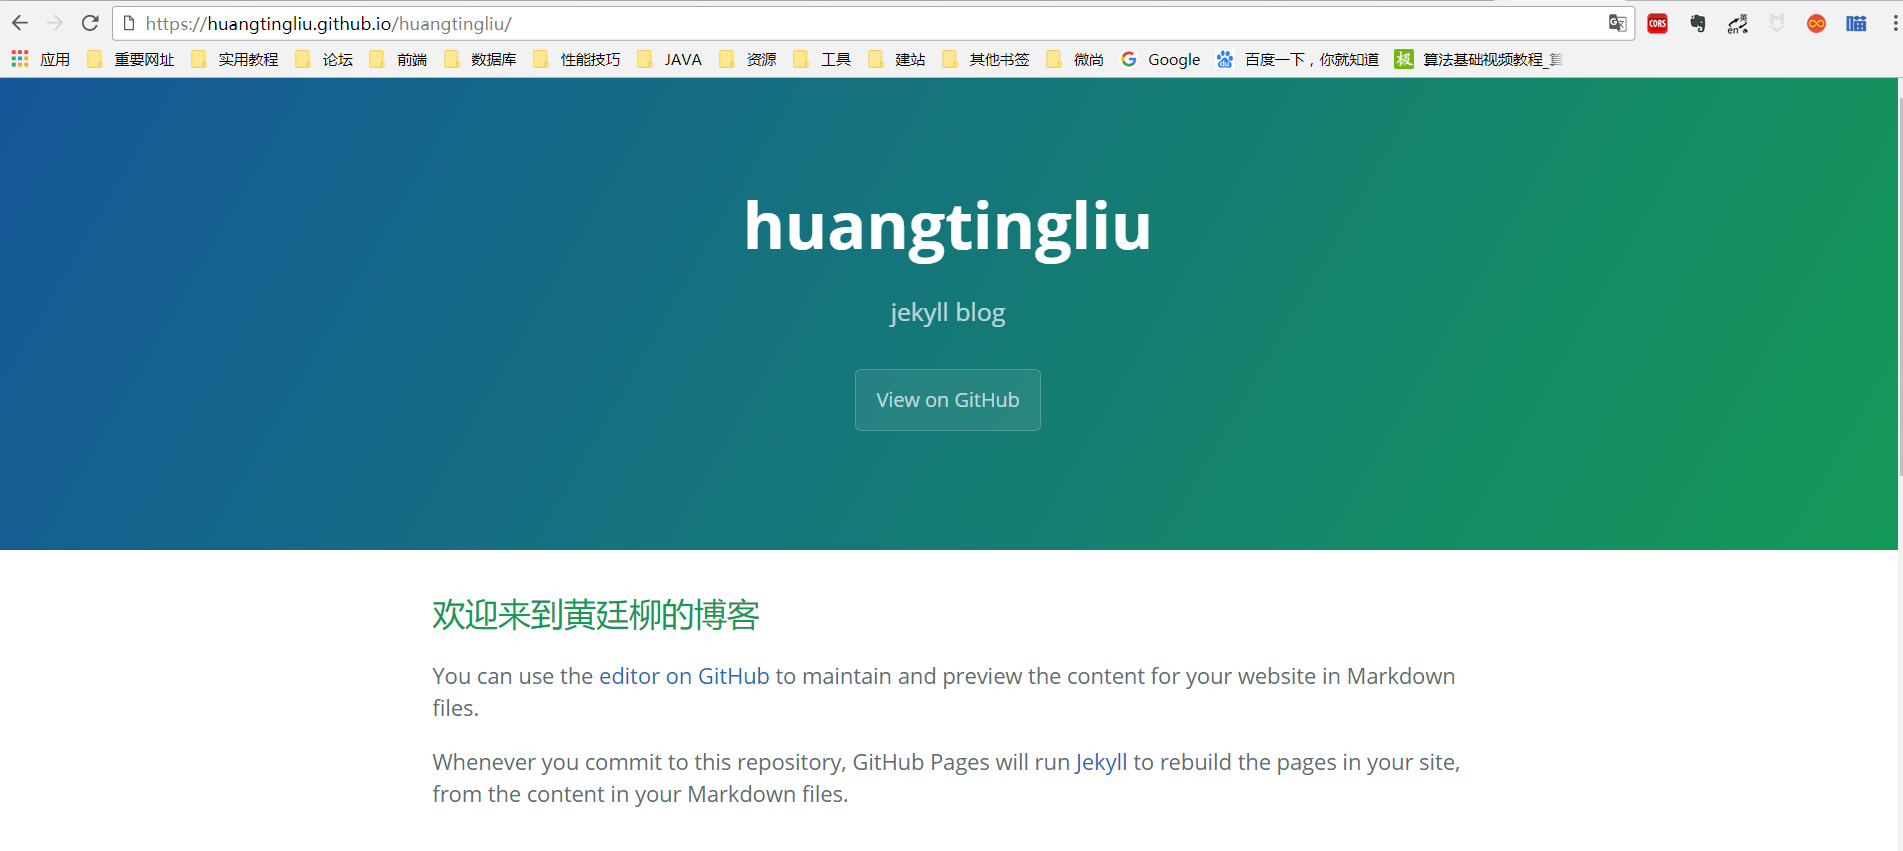 https://huangtingliu.github.io/huangtingliu/
CORS 英 en 喵
应用 重要网址 实用教程 论坛 前端 数据库 性能技巧 JAVA 资源 工具 建站 其他书签 微尚 Google du 百度一下，你就知道 极 算法基础视频教程_
huangtingliu
jekyll blog
View on GitHub
欢迎来到黄廷柳的博客
You can use the editor on GitHub to maintain and preview the content for your website in Markdown
files.
Whenever you commit to this repository, GitHub Pages will run Jekyll to rebuild the pages in your site,
from the content in your Markdown files.